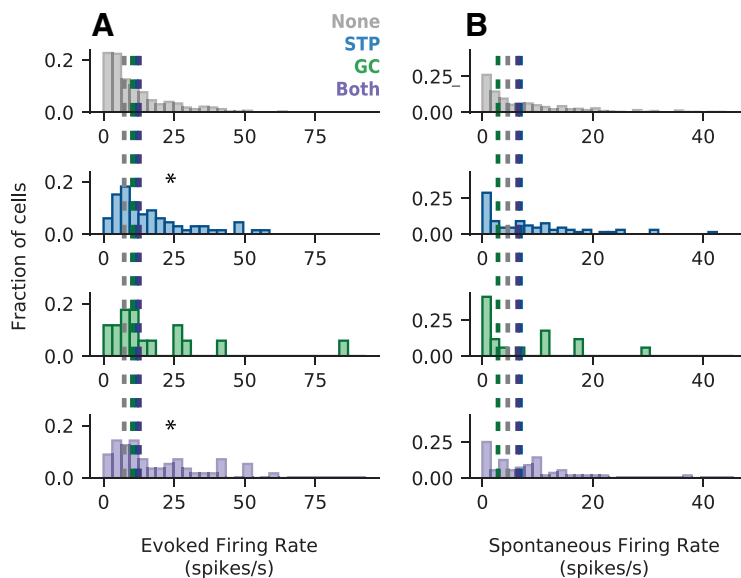 A
B
None
STP
GC
Both
0.2
0.0
0 25 50 75
0.25
0.00
0 20 40
*
0.2
0.0
0 25 50 75
0.25
0.00
0 20 40
0.2
0.0
0 25 50 75
0.25
0.00
0 20 40
*
0.2
0.0
0 25 50 75
0.25
0.00
0 20 40
Fraction of cells
Evoked Firing Rate
(spikes/s)
Spontaneous Firing Rate
(spikes/s)